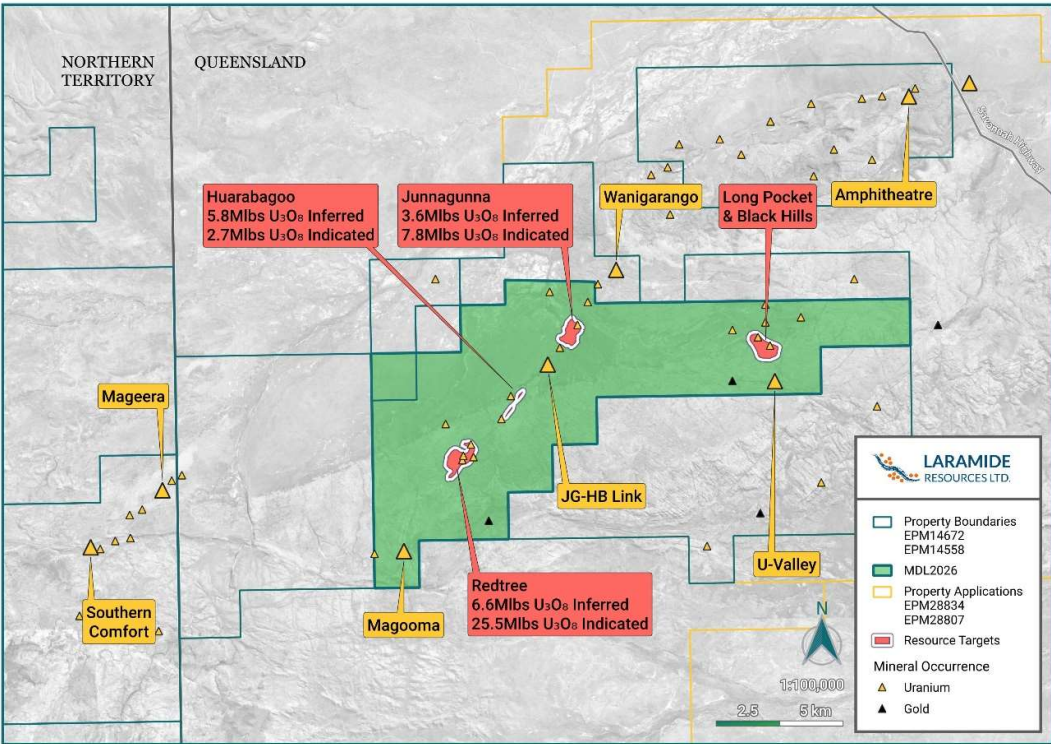 NORTHERN
TERRITORY
QUEENSLAND
Savannah Highway
Huarabagoo
5.8Mlbs U₃O₈ Inferred
2.7Mlbs U₃O₈ Indicated
Junnagunna
3.6Mlbs U₃O₈ Inferred
7.8Mlbs U₃O₈ Indicated
Wanigarango
Long Pocket
& Black Hills
Amphitheatre
Mageera
JG-HB Link
U-Valley
Southern
Comfort
Magooma
Redtree
6.6Mlbs U₃O₈ Inferred
25.5Mlbs U₃O₈ Indicated
N
1:100,000
2.5 5 km
LARAMIDE
RESOURCES LTD.
Property Boundaries
EPM14672
EPM14558
MDL2026
Property Applications
EPM28834
EPM28807
Resource Targets
Mineral Occurrence
Uranium
Gold